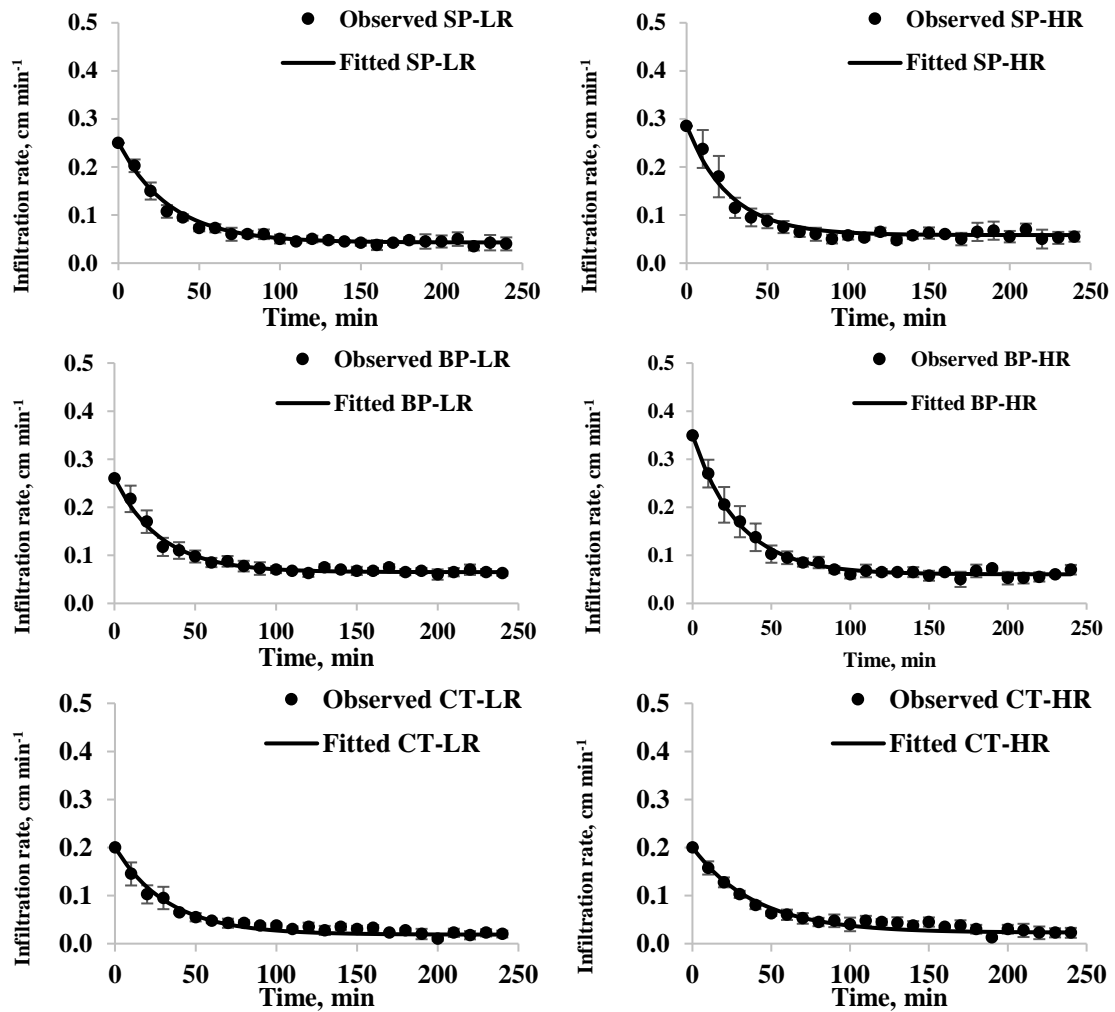 Observed SP-LR
Fitted SP-LR
Infiltration rate, cm min-1
0.5
0.4
0.3
0.2
0.1
0.0
0 50 100 150 200 250
Time, min
Observed SP-HR
Fitted SP-HR
Infiltration rate, cm min-1
0.5
0.4
0.3
0.2
0.1
0.0
0 50 100 150 200 250
Time, min
Observed BP-LR
Fitted BP-LR
Infiltration rate, cm min-1
0.5
0.4
0.3
0.2
0.1
0.0
0 50 100 150 200 250
Time, min
Observed BP-HR
Fitted BP-HR
Infiltration rate, cm min-1
0.5
0.4
0.3
0.2
0.1
0.0
0 50 100 150 200 250
Time, min
Observed CT-LR
Fitted CT-LR
Infiltration rate, cm min-1
0.5
0.4
0.3
0.2
0.1
0.0
0 50 100 150 200 250
Time, min
Observed CT-HR
Fitted CT-HR
Infiltration rate, cm min-1
0.5
0.4
0.3
0.2
0.1
0.0
0 50 100 150 200 250
Time, min